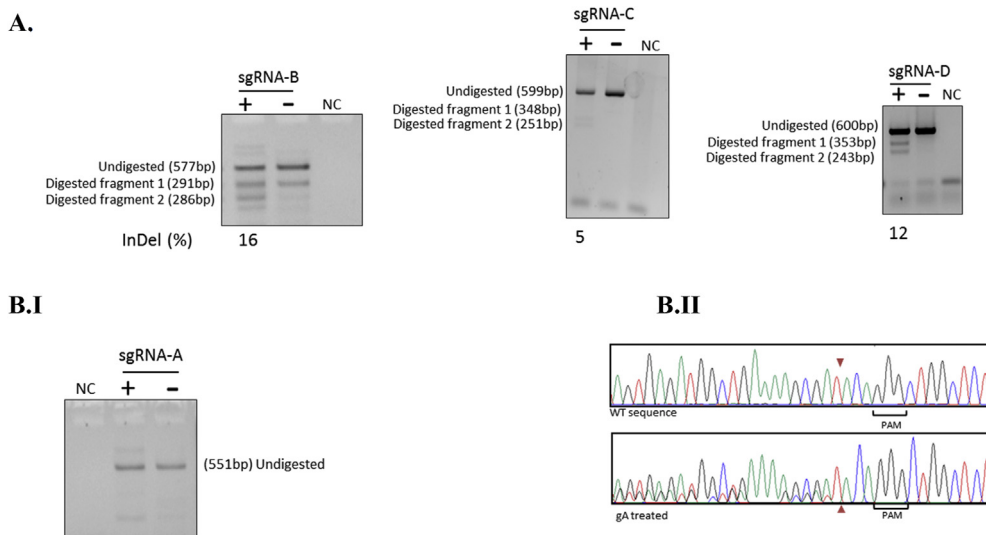 A.
sgRNA-B
+ - NC
Undigested (577bp)
Digested fragment 1 (291bp)
Digested fragment 2 (286bp)
InDel (%) 16
sgRNA-C
+ - NC
Undigested (599bp)
Digested fragment 1 (348bp)
Digested fragment 2 (251bp)
5
sgRNA-D
+ - NC
Undigested (600bp)
Digested fragment 1 (353bp)
Digested fragment 2 (243bp)
12
B.I
sgRNA-A
NC + -
(551bp) Undigested
B.II
WT sequence
PAM
gA treated
PAM